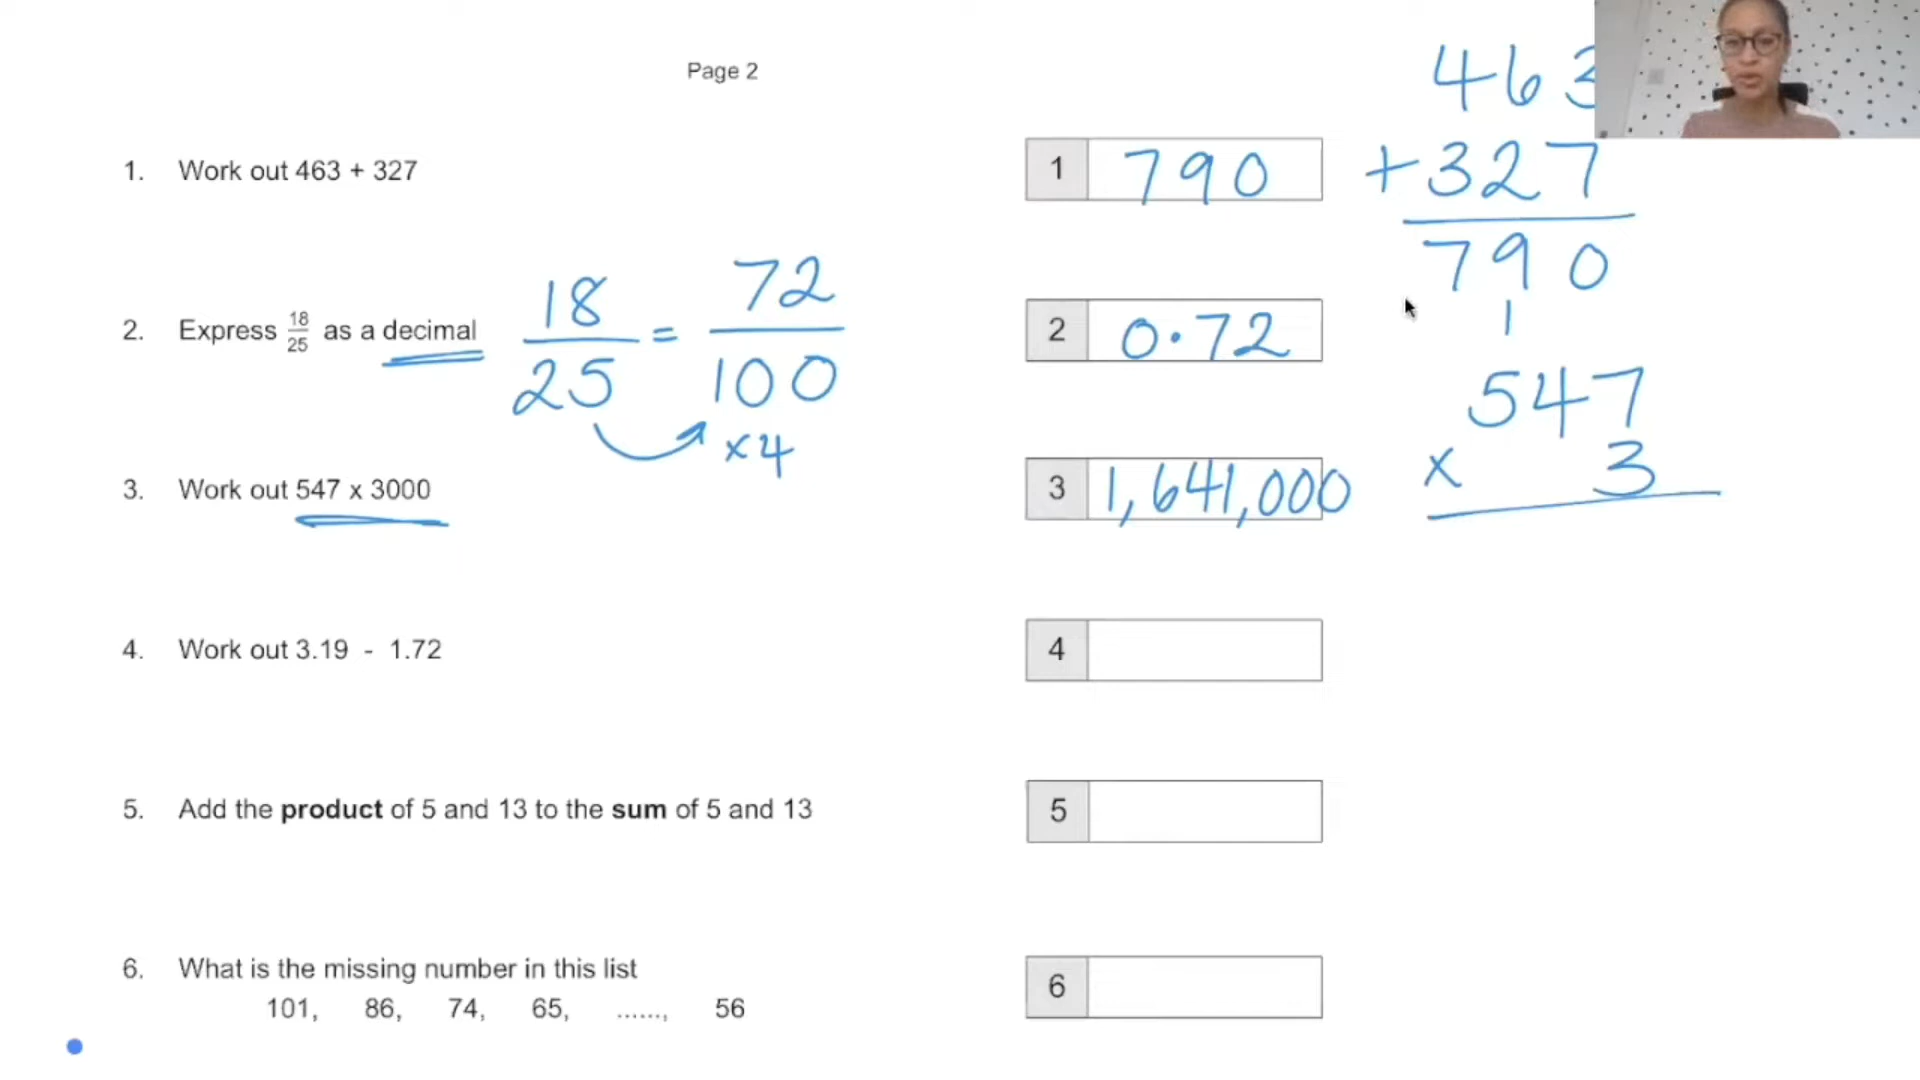 Page 2
1. Work out 463 + 327
1 790
463
+327
790
1
2. Express 18/25 as a decimal
18/25 = 72/100
x4
2 0.72
3. Work out 547 x 3000
3 1,641,000
547
x 3
4. Work out 3.19 - 1.72
4
5. Add the product of 5 and 13 to the sum of 5 and 13
5
6. What is the missing number in this list
101, 86, 74, 65, ......, 56
6